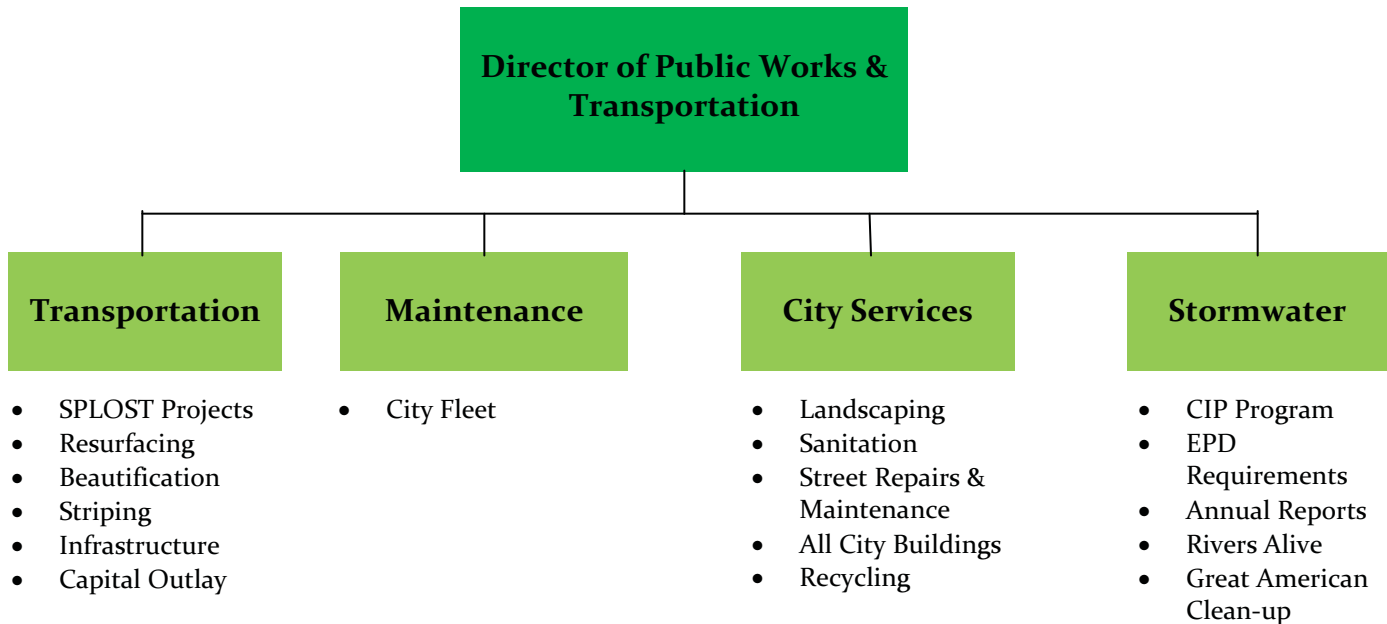 Director of Public Works &
Transportation
Transportation
Maintenance
City Services
Stormwater
• SPLOST Projects
• Resurfacing
• Beautification
• Striping
• Infrastructure
• Capital Outlay
• City Fleet
• Landscaping
• Sanitation
• Street Repairs &
Maintenance
• All City Buildings
• Recycling
• CIP Program
• EPD
Requirements
• Annual Reports
• Rivers Alive
• Great American
Clean-up